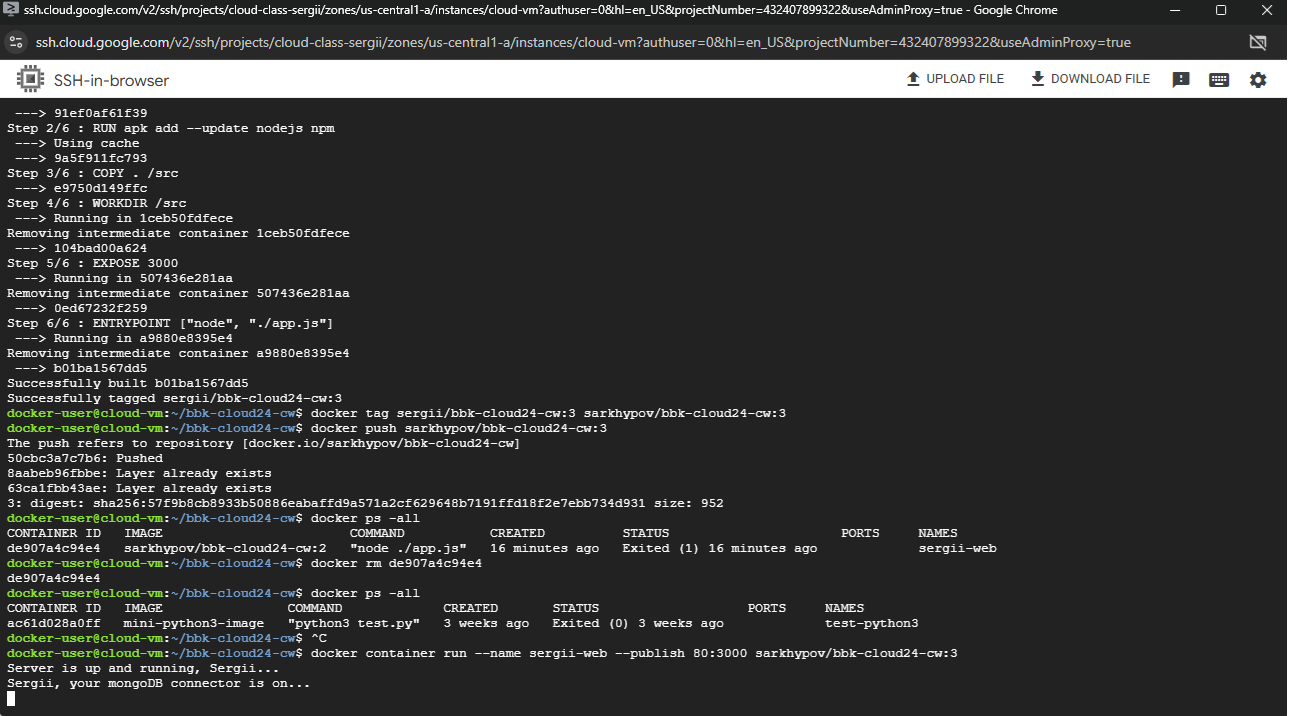 ssh.cloud.google.com/v2/ssh/projects/cloud-class-sergii/zones/us-central1-a/instances/cloud-vm?authuser=0&hl=en_US&projectNumber=432407899322&useAdminProxy=true - Google Chrome
ssh.cloud.google.com/v2/ssh/projects/cloud-class-sergii/zones/us-central1-a/instances/cloud-vm?authuser=0&hl=en_US&projectNumber=432407899322&useAdminProxy=true
SSH-in-browser
UPLOAD FILE
DOWNLOAD FILE
---> 91ef0af61f39
Step 2/6 : RUN apk add --update nodejs npm
---> Using cache
---> 9a5f911fc793
Step 3/6 : COPY . /src
---> e9750d149ffc
Step 4/6 : WORKDIR /src
---> Running in 1ceb50fdfece
Removing intermediate container 1ceb50fdfece
---> 104bad00a624
Step 5/6 : EXPOSE 3000
---> Running in 507436e281aa
Removing intermediate container 507436e281aa
---> 0ed67232f259
Step 6/6 : ENTRYPOINT ["node", "./app.js"]
---> Running in a9880e8395e4
Removing intermediate container a9880e8395e4
---> b01ba1567dd5
Successfully built b01ba1567dd5
Successfully tagged sergii/bbk-cloud24-cw:3
docker-user@cloud-vm:~/bbk-cloud24-cw$ docker tag sergii/bbk-cloud24-cw:3 sarkhypov/bbk-cloud24-cw:3
docker-user@cloud-vm:~/bbk-cloud24-cw$ docker push sarkhypov/bbk-cloud24-cw:3
The push refers to repository [docker.io/sarkhypov/bbk-cloud24-cw]
50cbc3a7c7b6: Pushed
8aabeb96fbbe: Layer already exists
63ca1fbb43ae: Layer already exists
3: digest: sha256:57f9b8cb8933b50886eabaffd9a571a2cf629648b7191ffd18f2e7ebb734d931 size: 952
docker-user@cloud-vm:~/bbk-cloud24-cw$ docker ps -all
CONTAINER ID IMAGE COMMAND CREATED STATUS PORTS NAMES
de907a4c94e4 sarkhypov/bbk-cloud24-cw:2 "node ./app.js" 16 minutes ago Exited (1) 16 minutes ago sergii-web
docker-user@cloud-vm:~/bbk-cloud24-cw$ docker rm de907a4c94e4
de907a4c94e4
docker-user@cloud-vm:~/bbk-cloud24-cw$ docker ps -all
CONTAINER ID IMAGE COMMAND CREATED STATUS PORTS NAMES
ac61d028a0ff mini-python3-image "python3 test.py" 3 weeks ago Exited (0) 3 weeks ago test-python3
docker-user@cloud-vm:~/bbk-cloud24-cw$ ^C
docker-user@cloud-vm:~/bbk-cloud24-cw$ docker container run --name sergii-web --publish 80:3000 sarkhypov/bbk-cloud24-cw:3
Server is up and running, Sergii...
Sergii, your mongoDB connector is on...